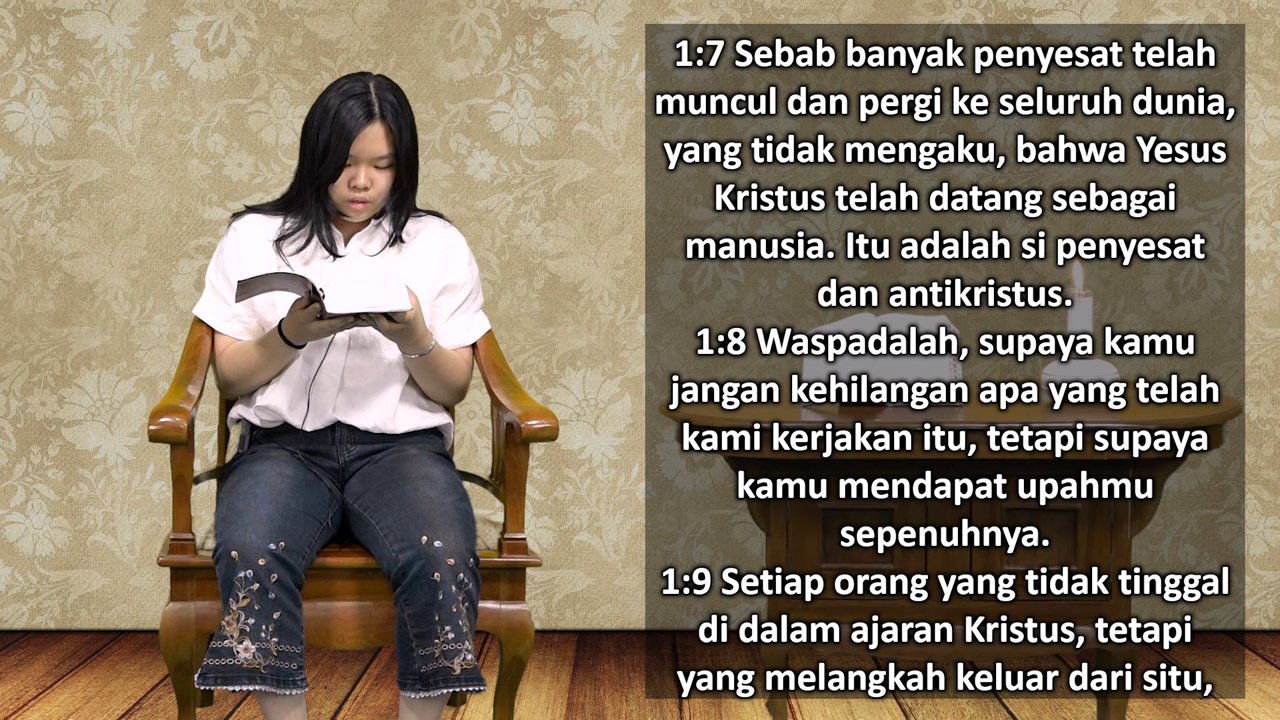 1:7 Sebab banyak penyesat telah
muncul dan pergi ke seluruh dunia,
yang tidak mengaku, bahwa Yesus
Kristus telah datang sebagai
manusia. Itu adalah si penyesat
dan antikristus.
1:8 Waspadalah, supaya kamu
jangan kehilangan apa yang telah
kami kerjakan itu, tetapi supaya
kamu mendapat upahmu
sepenuhnya.
1:9 Setiap orang yang tidak tinggal
di dalam ajaran Kristus, tetapi
yang melangkah keluar dari situ,